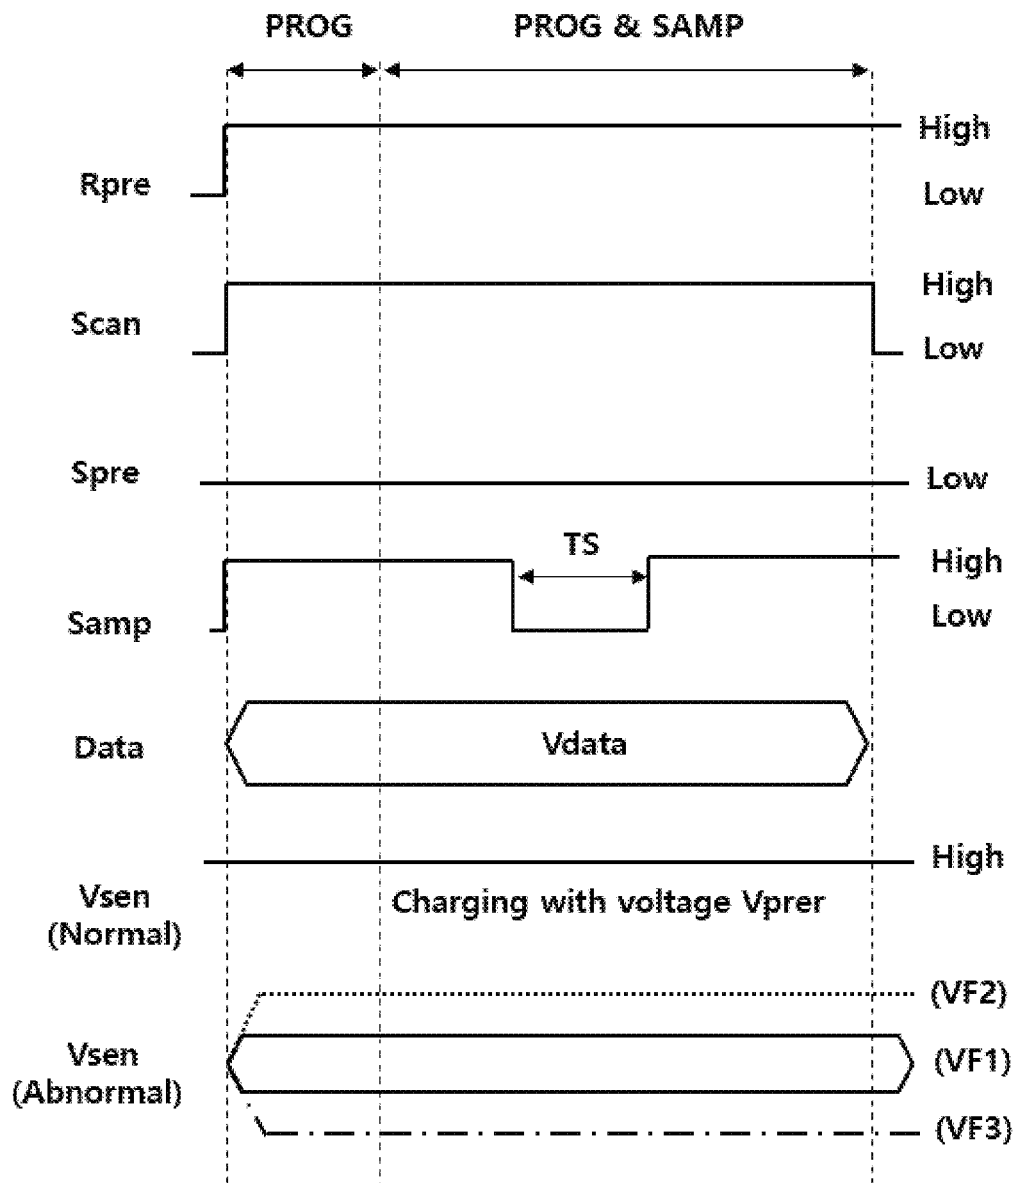 PROG
PROG & SAMP
High
Rpre
Low
High
Scan
Low
Spre
Low
TS
High
Samp
Low
Data
Vdata
High
Vsen
(Normal)
Charging with voltage Vprer
(VF2)
Vsen
(Abnormal)
(VF1)
(VF3)